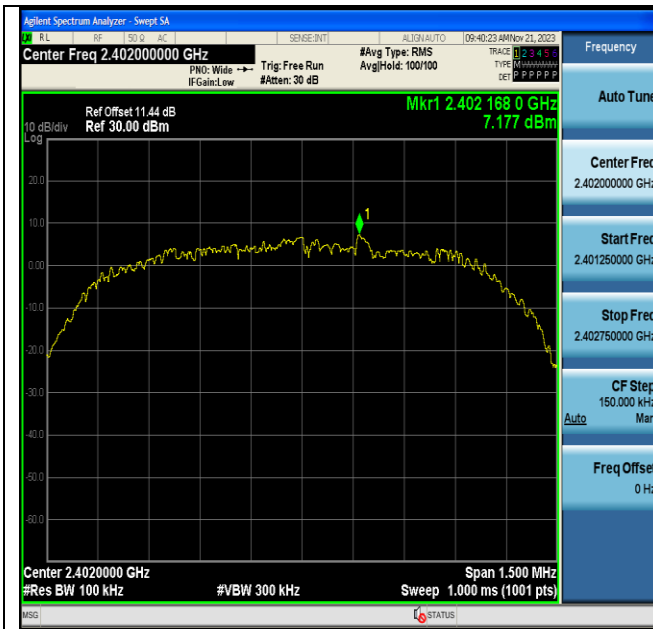 Agilent Spectrum Analyzer - Swept SA
RL RF 50 Ω AC SENSE:INT ALIGN AUTO 09:40:23 AM Nov 21, 2023
Center Freq 2.402000000 GHz
PNO: Wide
IFGain:Low
Trig: Free Run
#Atten: 30 dB
#Avg Type: RMS
Avg|Hold: 100/100
TRACE 1 2 3 4 5 6
TYPE
DET P P P P P P
Ref Offset 11.44 dB
10 dB/div Ref 30.00 dBm
Log
Mkr1 2.402 168 0 GHz
7.177 dBm
1
20.0
10.0
0.00
-10.0
-20.0
-30.0
-40.0
-50.0
-60.0
Center 2.4020000 GHz
Span 1.500 MHz
#Res BW 100 kHz
#VBW 300 kHz
Sweep 1.000 ms (1001 pts)
MSG
STATUS
Frequency
Auto Tune
Center Freq
2.402000000 GHz
Start Freq
2.401250000 GHz
Stop Freq
2.402750000 GHz
CF Step
150.000 kHz
Auto Man
Freq Offset
0 Hz